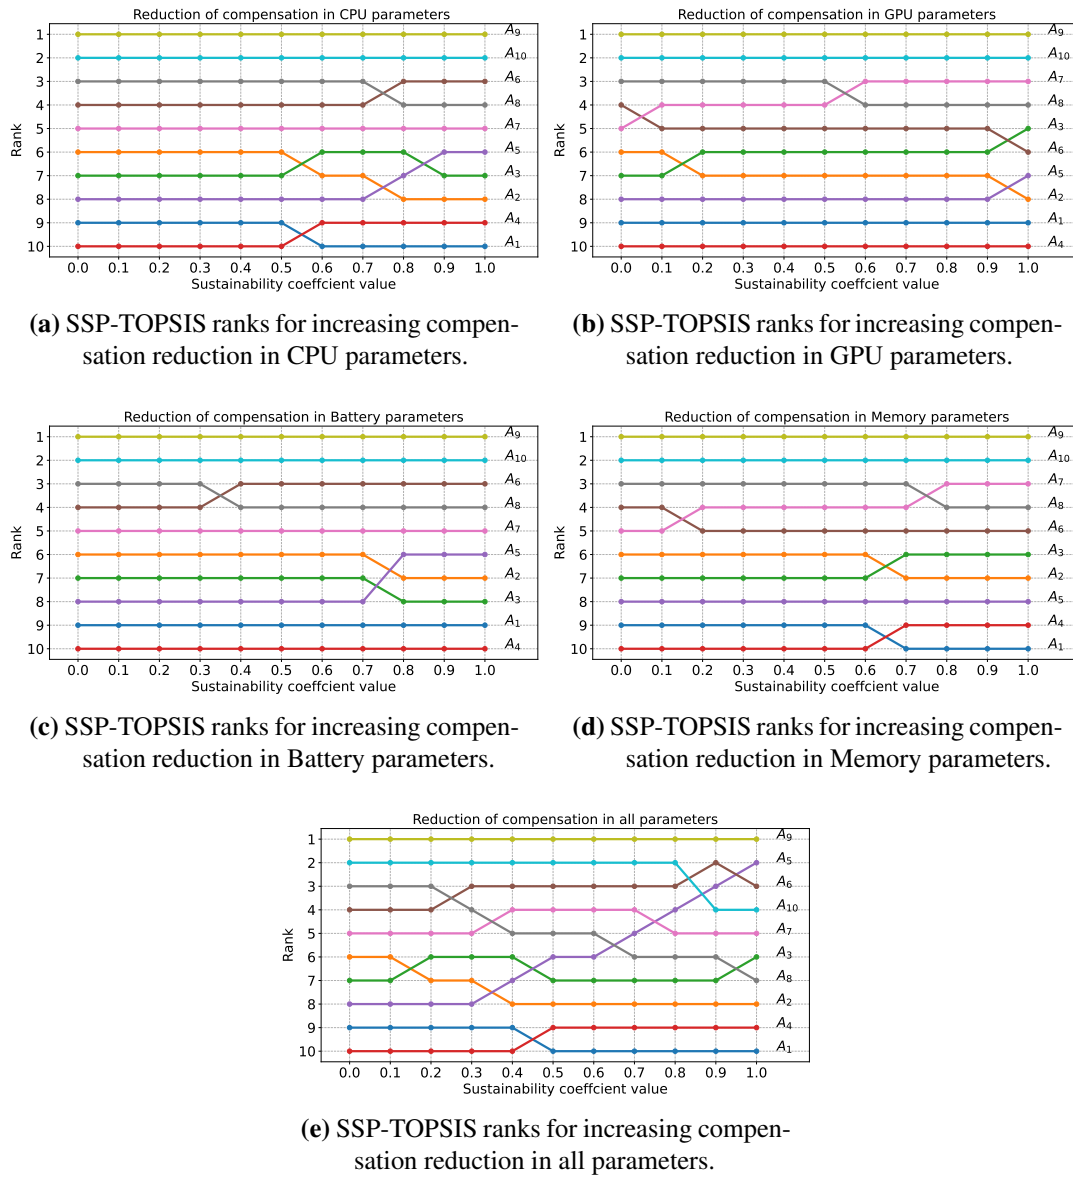 Reduction of compensation in CPU parameters
Rank
1
2
3
4
5
6
7
8
9
10
A9
A10
A6
A8
A7
A5
A3
A2
A4
A1
0.0 0.1 0.2 0.3 0.4 0.5 0.6 0.7 0.8 0.9 1.0
Sustainability coeffcient value
(a) SSP-TOPSIS ranks for increasing compen-
sation reduction in CPU parameters.
Reduction of compensation in GPU parameters
Rank
1
2
3
4
5
6
7
8
9
10
A9
A10
A7
A8
A3
A6
A5
A2
A1
A4
0.0 0.1 0.2 0.3 0.4 0.5 0.6 0.7 0.8 0.9 1.0
Sustainability coeffcient value
(b) SSP-TOPSIS ranks for increasing compen-
sation reduction in GPU parameters.
Reduction of compensation in Battery parameters
Rank
1
2
3
4
5
6
7
8
9
10
A9
A10
A6
A8
A7
A5
A2
A3
A1
A4
0.0 0.1 0.2 0.3 0.4 0.5 0.6 0.7 0.8 0.9 1.0
Sustainability coeffcient value
(c) SSP-TOPSIS ranks for increasing compen-
sation reduction in Battery parameters.
Reduction of compensation in Memory parameters
Rank
1
2
3
4
5
6
7
8
9
10
A9
A10
A7
A8
A6
A3
A2
A5
A4
A1
0.0 0.1 0.2 0.3 0.4 0.5 0.6 0.7 0.8 0.9 1.0
Sustainability coeffcient value
(d) SSP-TOPSIS ranks for increasing compen-
sation reduction in Memory parameters.
Reduction of compensation in all parameters
Rank
1
2
3
4
5
6
7
8
9
10
A9
A5
A6
A10
A7
A3
A8
A2
A4
A1
0.0 0.1 0.2 0.3 0.4 0.5 0.6 0.7 0.8 0.9 1.0
Sustainability coeffcient value
(e) SSP-TOPSIS ranks for increasing compen-
sation reduction in all parameters.